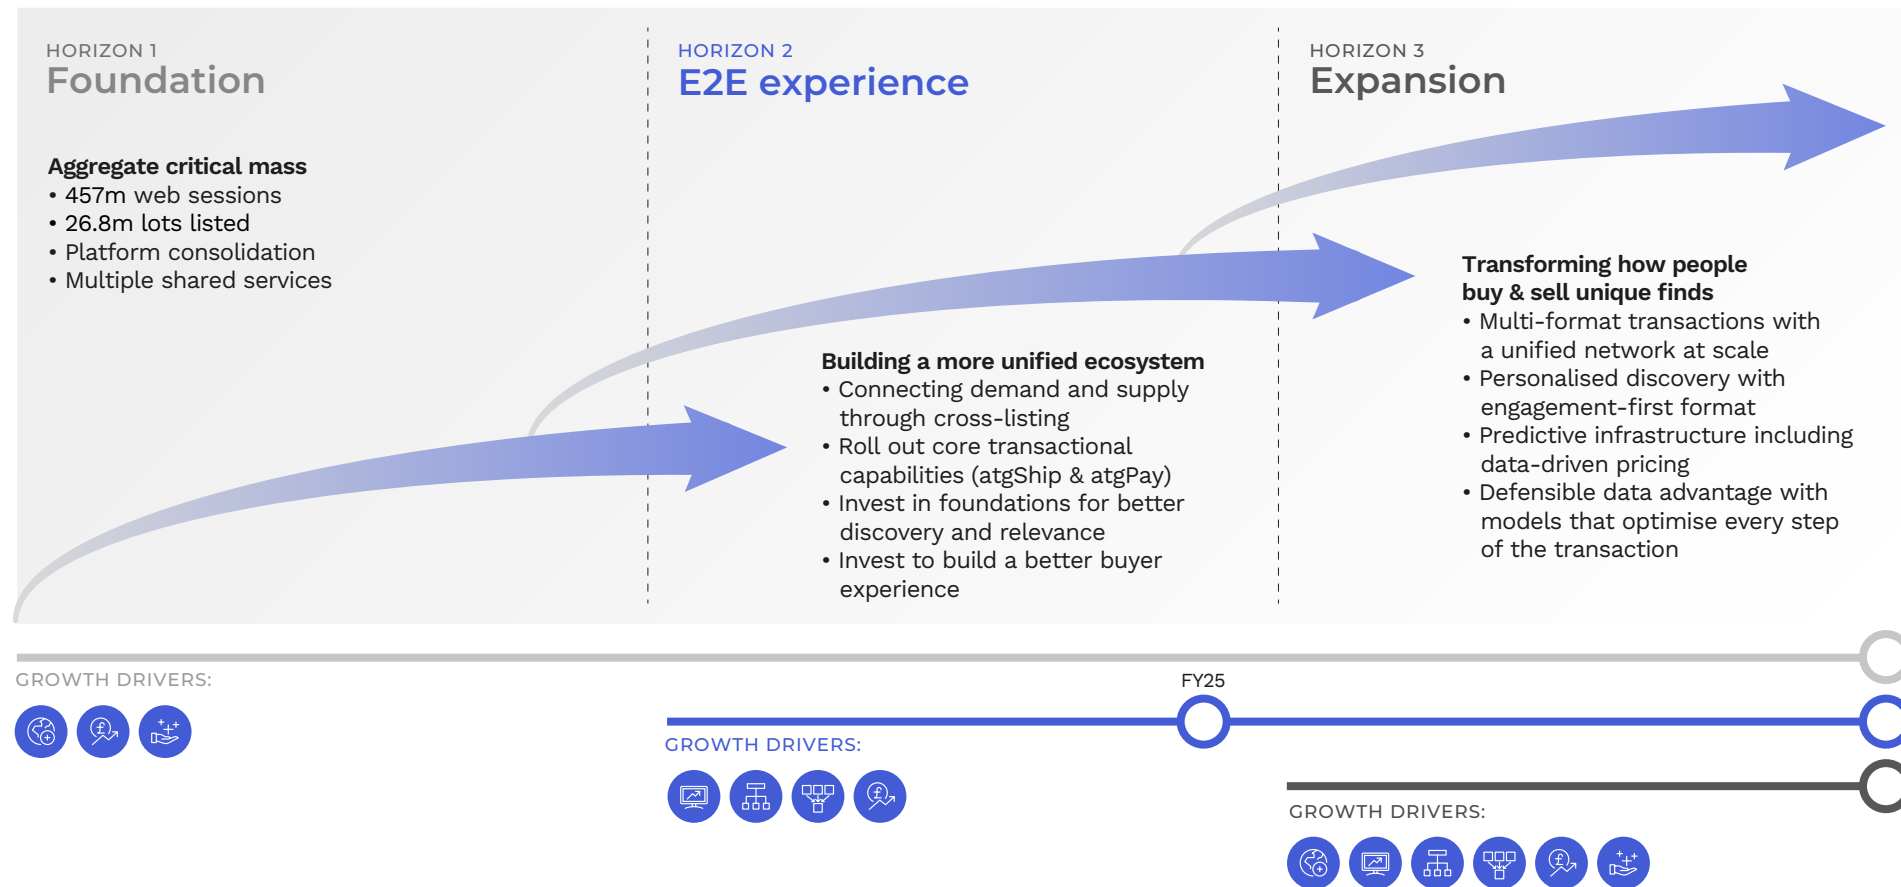 HORIZON 1
Foundation
Aggregate critical mass
• 457m web sessions
• 26.8m lots listed
• Platform consolidation
• Multiple shared services
HORIZON 2
E2E experience
Building a more unified ecosystem
• Connecting demand and supply
through cross-listing
• Roll out core transactional
capabilities (atgShip & atgPay)
• Invest in foundations for better
discovery and relevance
• Invest to build a better buyer
experience
HORIZON 3
Expansion
Transforming how people
buy & sell unique finds
• Multi-format transactions with
a unified network at scale
• Personalised discovery with
engagement-first format
• Predictive infrastructure including
data-driven pricing
• Defensible data advantage with
models that optimise every step
of the transaction
GROWTH DRIVERS:
£
FY25
GROWTH DRIVERS:
£
GROWTH DRIVERS:
£